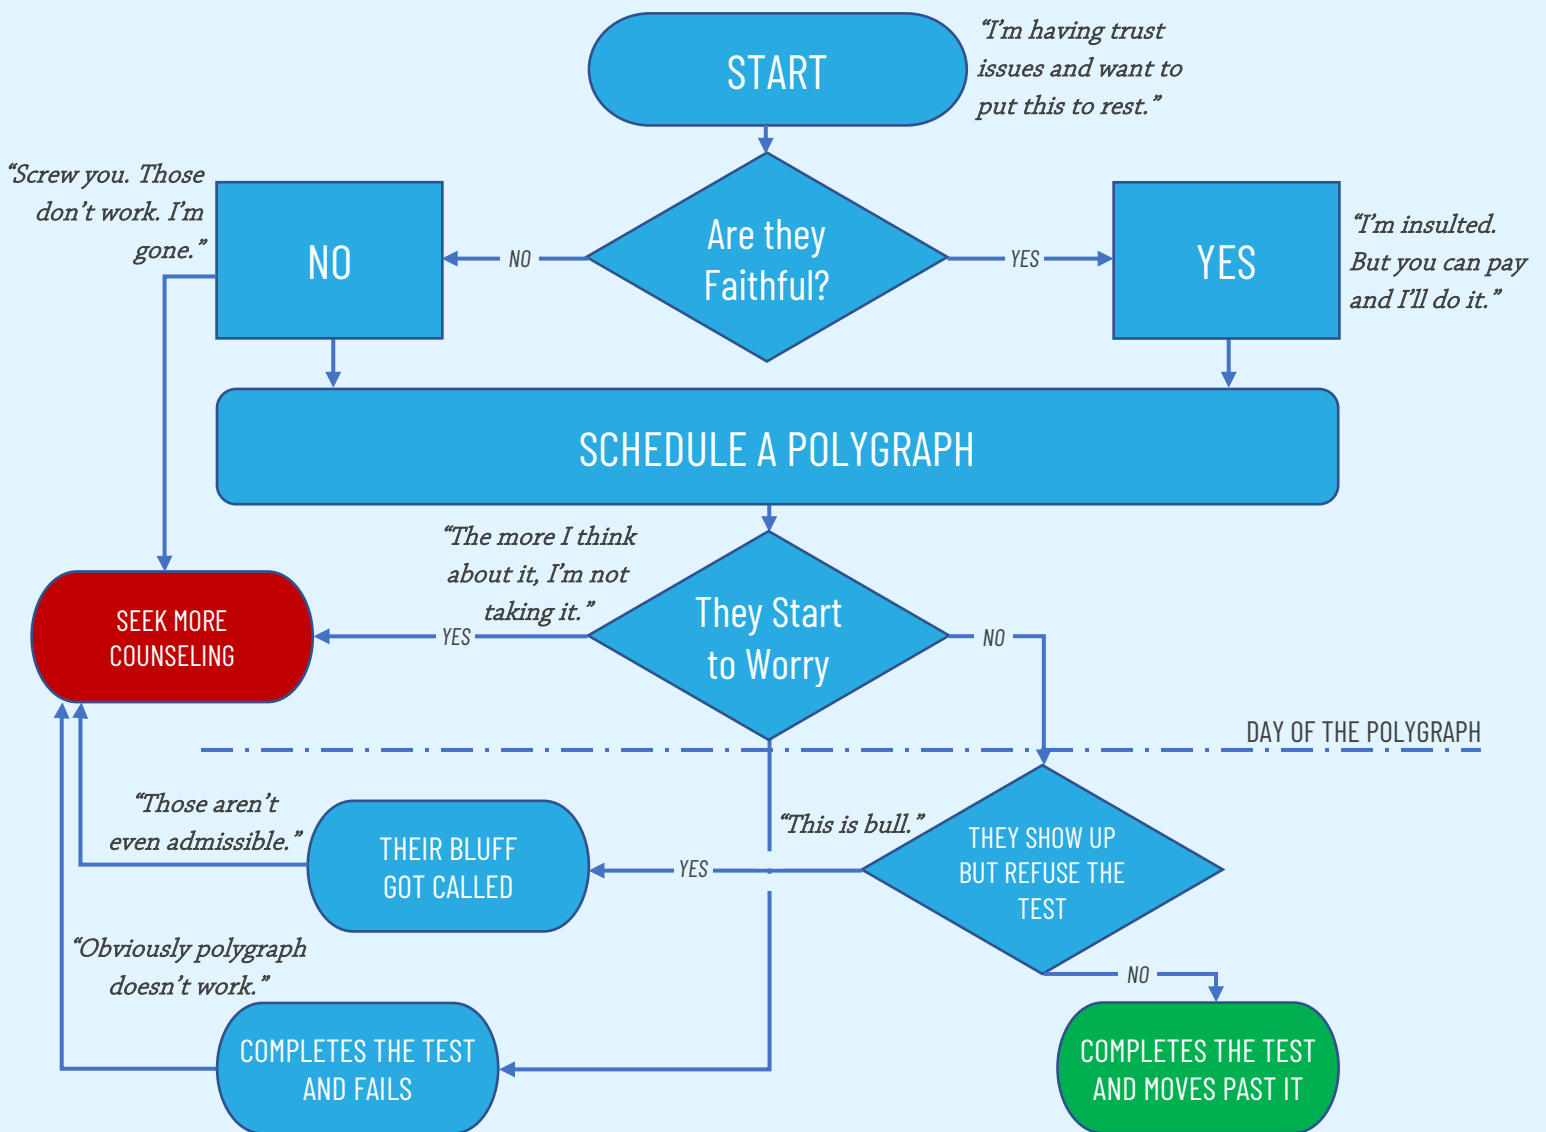 START
“I’m having trust
issues and want to
put this to rest.”
“Screw you. Those
don’t work. I’m
gone.”
NO
NO
Are they
Faithful?
YES
YES
“I’m insulted.
But you can pay
and I’ll do it.”
SCHEDULE A POLYGRAPH
“The more I think
about it, I’m not
taking it.”
SEEK MORE
COUNSELING
YES
They Start
to Worry
NO
DAY OF THE POLYGRAPH
“Those aren’t
even admissible.”
THEIR BLUFF
GOT CALLED
YES
“This is bull.”
THEY SHOW UP
BUT REFUSE THE
TEST
“Obviously polygraph
doesn’t work.”
NO
COMPLETES THE TEST
AND FAILS
COMPLETES THE TEST
AND MOVES PAST IT